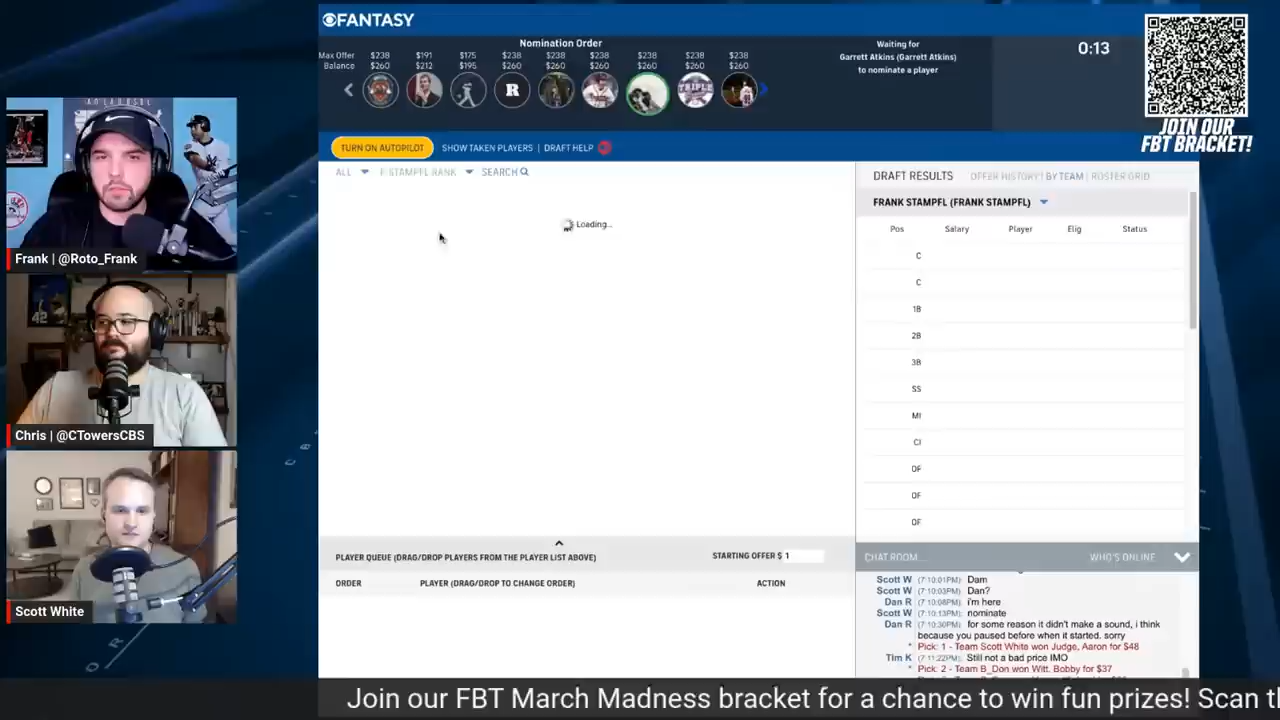 FANTASY
Nomination Order
Max Offer $238 $191 $175 $238 $238 $238 $238 $238 $238
Balance $260 $212 $195 $260 $260 $260 $260 $260 $260
R
TRIPLE
Waiting for
Garrett Atkins (Garrett Atkins)
to nominate a player
0:13
JOIN OUR
FBT BRACKET!
TURN ON AUTOPILOT SHOW TAKEN PLAYERS | DRAFT HELP
ALL F. STAMPFL RANK SEARCH
Loading...
DRAFT RESULTS OFFER HISTORY | BY TEAM | ROSTER GRID
FRANK STAMPFL (FRANK STAMPFL)
Pos Salary Player Elig Status
C
C
1B
2B
3B
SS
MI
CI
OF
OF
OF
Frank | @Roto_Frank
Chris | @CTowersCBS
Scott White
PLAYER QUEUE (DRAG/DROP PLAYERS FROM THE PLAYER LIST ABOVE) STARTING OFFER $ 1
ORDER PLAYER (DRAG/DROP TO CHANGE ORDER) ACTION
CHAT ROOM... WHO'S ONLINE
Scott W (7:10:01PM): Dam
Scott W (7:10:03PM): Dan?
Dan R (7:10:08PM): i'm here
Scott W (7:10:13PM): nominate
Dan R (7:10:30PM): for some reason it didn't make a sound, i think
because you paused before when it started. sorry
* Pick: 1 - Team Scott White won Judge, Aaron for $48
Tim K (7:11:22PM): Still not a bad price IMO
* Pick: 2 - Team B_Don won Witt, Bobby for $37
Join our FBT March Madness bracket for a chance to win fun prizes! Scan t